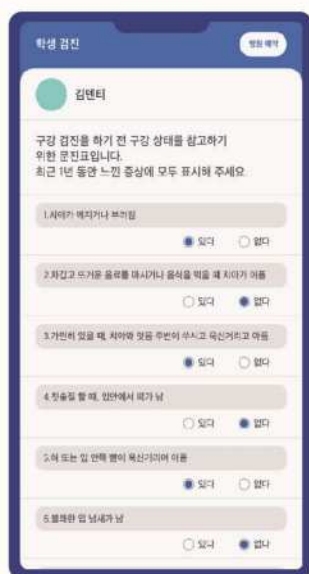 학생 검진
병원 예약
김덴티
구강 검진을 하기 전 구강 상태를 참고하기
위한 문진표입니다.
최근 1년 동안 느낀 증상에 모두 표시해 주세요
1.치아가 깨지거나 부러짐
있다 없다
2.차갑고 뜨거운 음료를 마시거나 음식을 먹을 때 치아가 아픔
있다 없다
3.가만히 있을 때, 치아와 잇몸 주변이 쑤시고 욱신거리고 아픔
있다 없다
4.칫솔질 할 때, 입안에서 피가 남
있다 없다
5.혀 또는 입 안쪽 뺨이 욱신거리며 아픔
있다 없다
6.불쾌한 입 냄새가 남
있다 없다